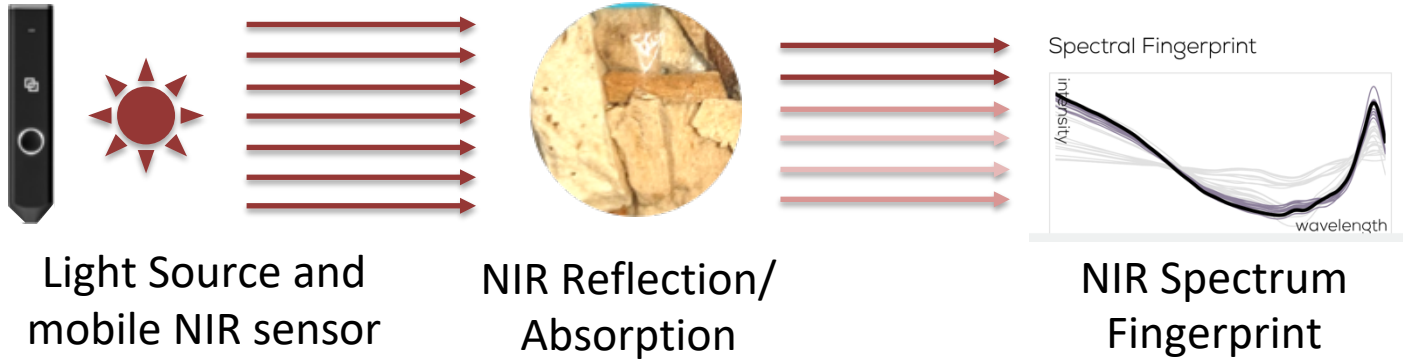 Spectral Fingerprint
intensity
wavelength
Light Source and
mobile NIR sensor
NIR Reflection/
Absorption
NIR Spectrum
Fingerprint